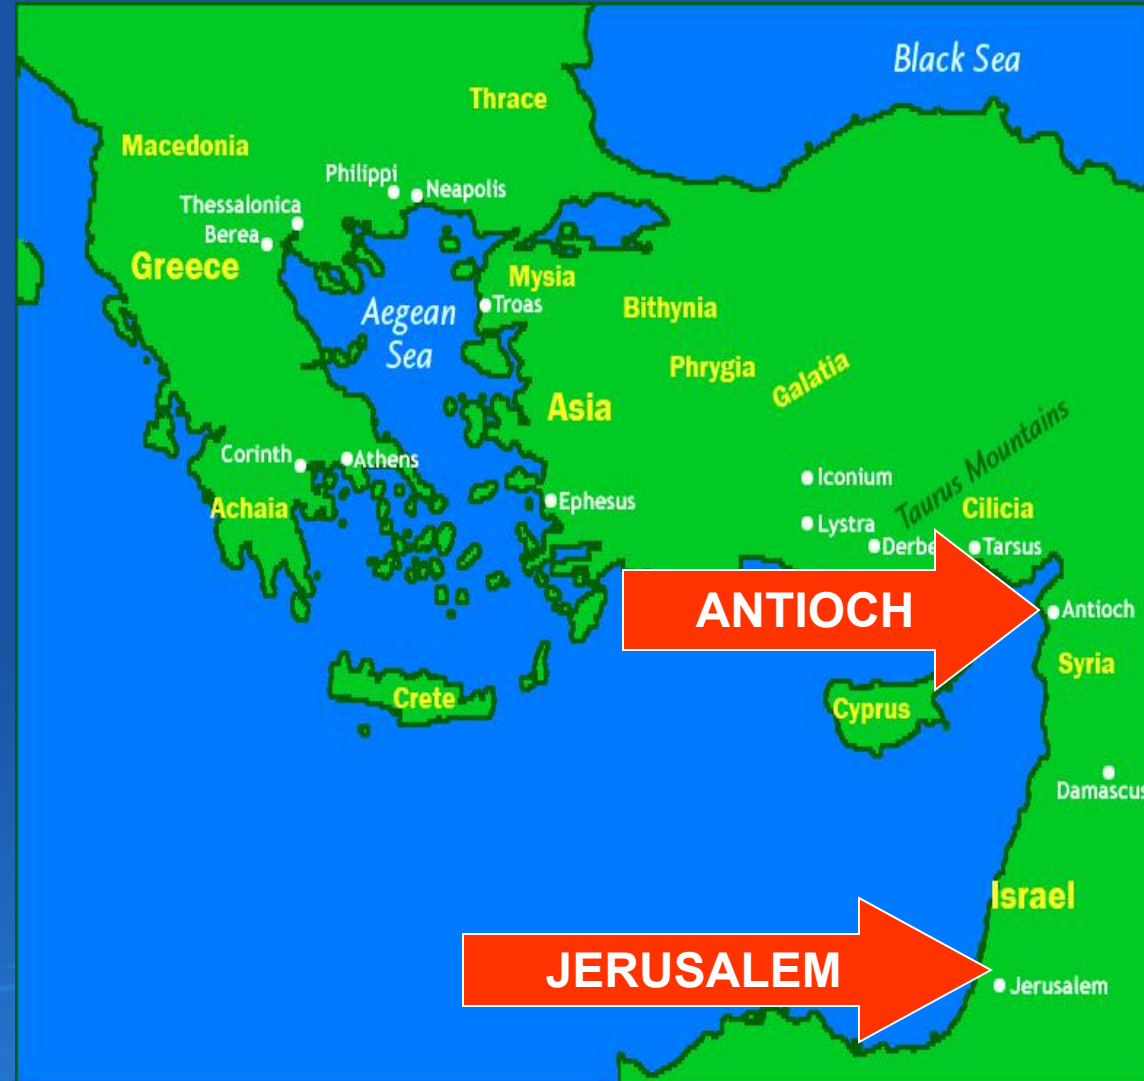 Black Sea
Thrace
Macedonia
Philippi
Neapolis
Thessalonica
Berea
Greece
Mysia
Troas
Aegean
Sea
Bithynia
Phrygia
Galatia
Asia
Corinth
Athens
Achaia
Ephesus
Iconium
Taurus Mountains
Lystra
Cilicia
Derbe
Tarsus
ANTIOCH
Antioch
Syria
Crete
Cyprus
Damascus
Israel
JERUSALEM
Jerusalem